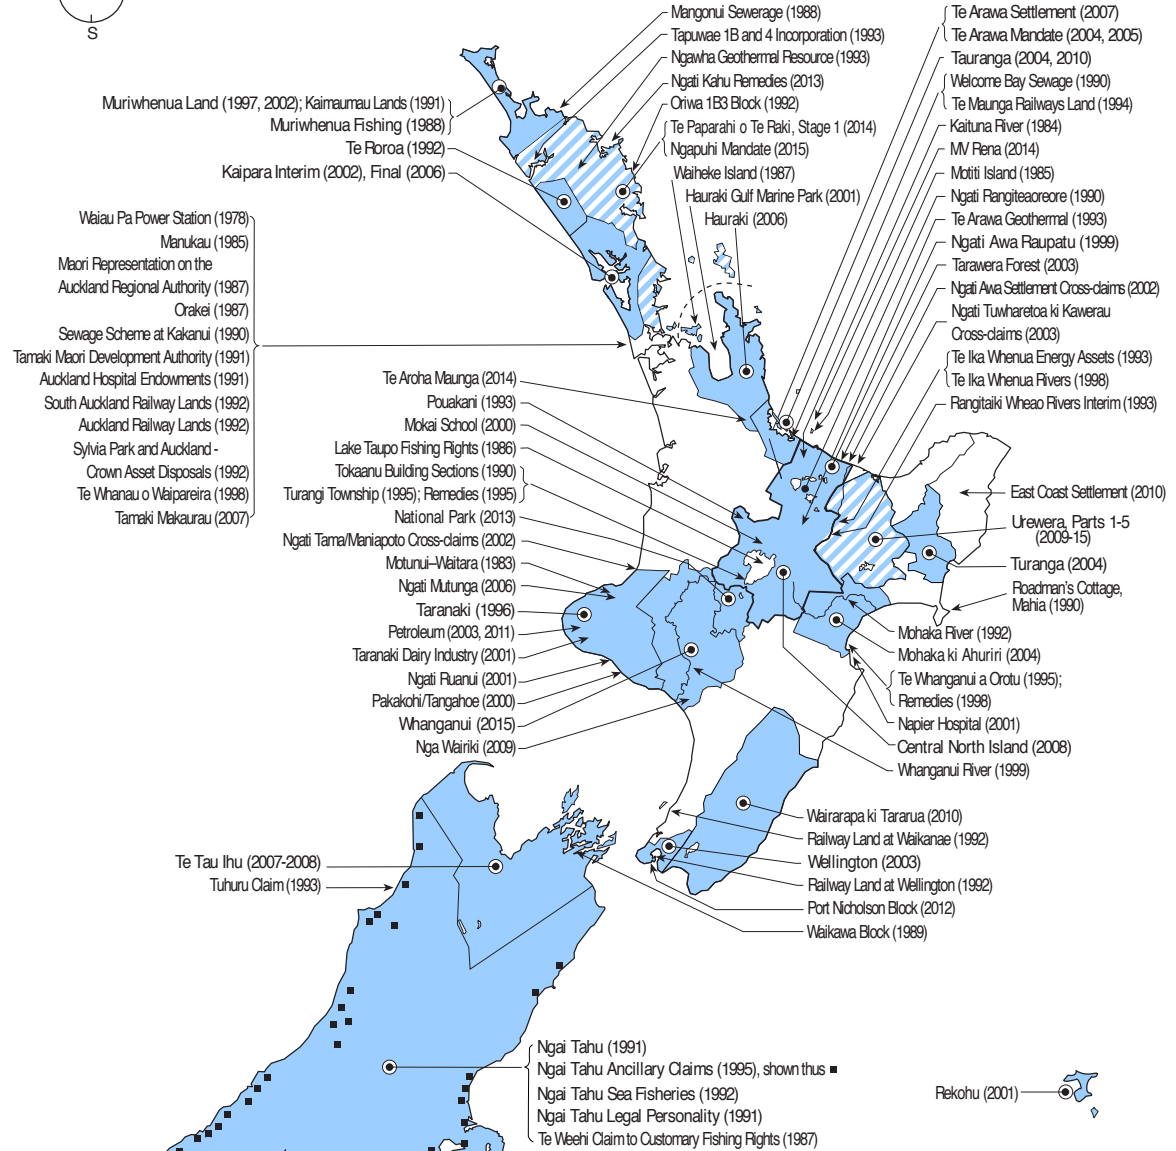 S
Mangonui Sewerage (1988)
Tapuwae 1B and 4 Incorporation (1993)
Ngawha Geothermal Resource (1993)
Ngati Kahu Remedies (2013)
Oriwa 1B3 Block (1992)
Te Paparahi o Te Raki, Stage 1 (2014)
Ngapuhi Mandate (2015)
Waiheke Island (1987)
Hauraki Gulf Marine Park (2001)
Hauraki (2006)
Te Arawa Settlement (2007)
Te Arawa Mandate (2004, 2005)
Tauranga (2004, 2010)
Welcome Bay Sewage (1990)
Te Maunga Railways Land (1994)
Kaituna River (1984)
MV Rena (2014)
Motiti Island (1985)
Ngati Rangiteaorere (1990)
Te Arawa Geothermal (1993)
Ngati Awa Raupatu (1999)
Tarawera Forest (2003)
Ngati Awa Settlement Cross-claims (2002)
Ngati Tuwharetoa ki Kawerau
Cross-claims (2003)
Te Ika Whenua Energy Assets (1993)
Te Ika Whenua Rivers (1998)
Rangitaiki Wheao Rivers Interim (1993)
Muriwhenua Land (1997, 2002); Kaimaumau Lands (1991)
Muriwhenua Fishing (1988)
Te Roroa (1992)
Kaipara Interim (2002), Final (2006)
Waiau Pa Power Station (1978)
Manukau (1985)
Maori Representation on the
Auckland Regional Authority (1987)
Orakei (1987)
Sewage Scheme at Kakanui (1990)
Tamaki Maori Development Authority (1991)
Auckland Hospital Endowments (1991)
South Auckland Railway Lands (1992)
Auckland Railway Lands (1992)
Sylvia Park and Auckland -
Crown Asset Disposals (1992)
Te Whanau o Waipareira (1998)
Tamaki Makaurau (2007)
Te Aroha Maunga (2014)
Pouakani (1993)
Mokai School (2000)
Lake Taupo Fishing Rights (1986)
Tokaanu Building Sections (1990)
Turangi Township (1995); Remedies (1995)
National Park (2013)
Ngati Tama/Maniapoto Cross-claims (2002)
Motunui–Waitara (1983)
Ngati Mutunga (2006)
Taranaki (1996)
Petroleum (2003, 2011)
Taranaki Dairy Industry (2001)
Ngati Ruanui (2001)
Pakakohi/Tangahoe (2000)
Whanganui (2015)
Nga Wairiki (2009)
East Coast Settlement (2010)
Urewera, Parts 1-5
(2009-15)
Turanga (2004)
Roadman's Cottage,
Mahia (1990)
Mohaka River (1992)
Mohaka ki Ahuriri (2004)
Te Whanganui a Orotu (1995);
Remedies (1998)
Napier Hospital (2001)
Central North Island (2008)
Whanganui River (1999)
Wairarapa ki Tararua (2010)
Railway Land at Waikanae (1992)
Wellington (2003)
Railway Land at Wellington (1992)
Port Nicholson Block (2012)
Waikawa Block (1989)
Te Tau Ihu (2007-2008)
Tuhuru Claim (1993)
Ngai Tahu (1991)
Ngai Tahu Ancillary Claims (1995), shown thus ■
Ngai Tahu Sea Fisheries (1992)
Ngai Tahu Legal Personality (1991)
Te Weehi Claim to Customary Fishing Rights (1987)
Rekohu (2001)